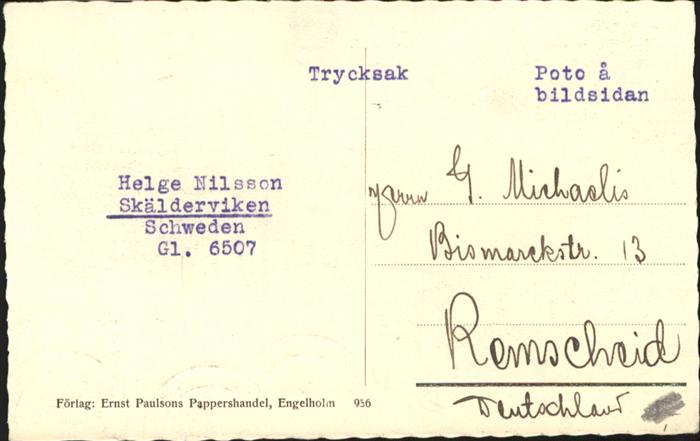 Trycksak
Poto å
bildsidan
Helge Nilsson
Skälderviken
Schweden
Gl. 6507
Herrn G. Michaelis
Bismarckstr. 13
Remscheid
Deutschland
Förlag: Ernst Paulsons Pappershandel, Engelholm 956